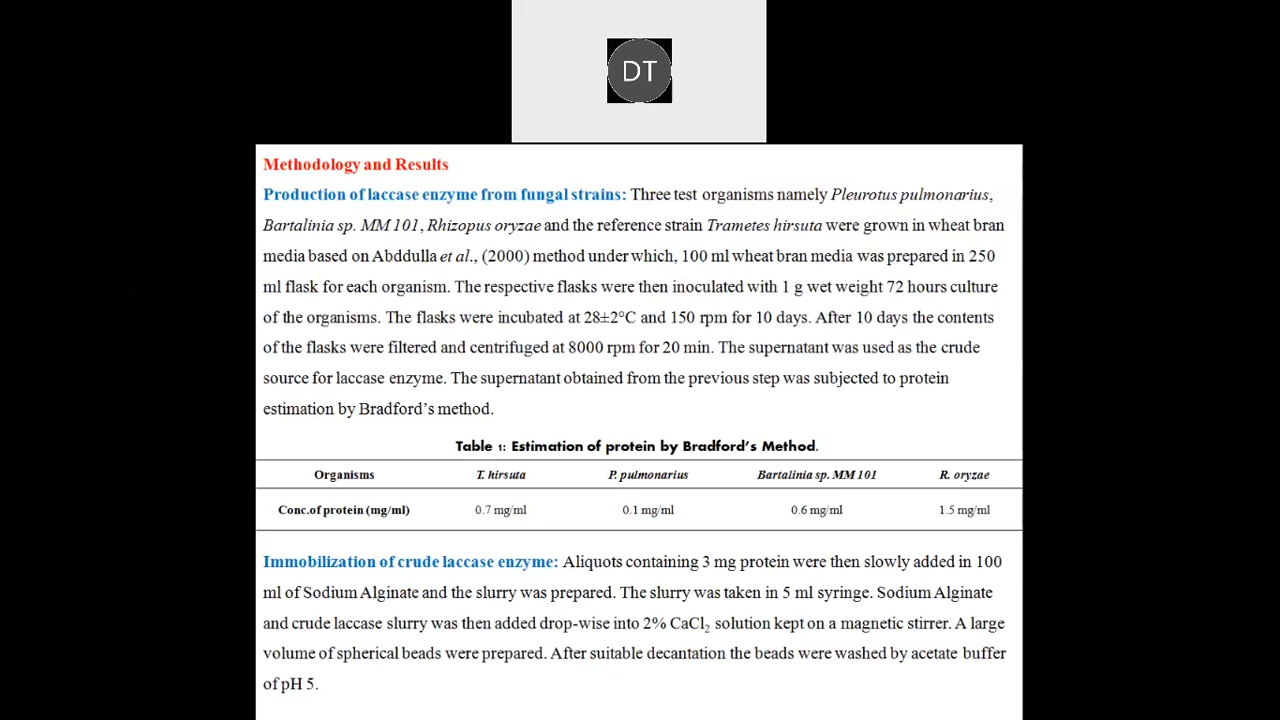 DT
Methodology and Results
Production of laccase enzyme from fungal strains: Three test organisms namely Pleurotus pulmonarius,
Bartalinia sp. MM 101, Rhizopus oryzae and the reference strain Trametes hirsuta were grown in wheat bran
media based on Abddulla et al., (2000) method under which, 100 ml wheat bran media was prepared in 250
ml flask for each organism. The respective flasks were then inoculated with 1 g wet weight 72 hours culture
of the organisms. The flasks were incubated at 28±2°C and 150 rpm for 10 days. After 10 days the contents
of the flasks were filtered and centrifuged at 8000 rpm for 20 min. The supernatant was used as the crude
source for laccase enzyme. The supernatant obtained from the previous step was subjected to protein
estimation by Bradford's method.
Table 1: Estimation of protein by Bradford's Method.
Organisms T. hirsuta P. pulmonarius Bartalinia sp. MM 101 R. oryzae
Conc.of protein (mg/ml) 0.7 mg/ml 0.1 mg/ml 0.6 mg/ml 1.5 mg/ml
Immobilization of crude laccase enzyme: Aliquots containing 3 mg protein were then slowly added in 100
ml of Sodium Alginate and the slurry was prepared. The slurry was taken in 5 ml syringe. Sodium Alginate
and crude laccase slurry was then added drop-wise into 2% CaCl₂ solution kept on a magnetic stirrer. A large
volume of spherical beads were prepared. After suitable decantation the beads were washed by acetate buffer
of pH 5.